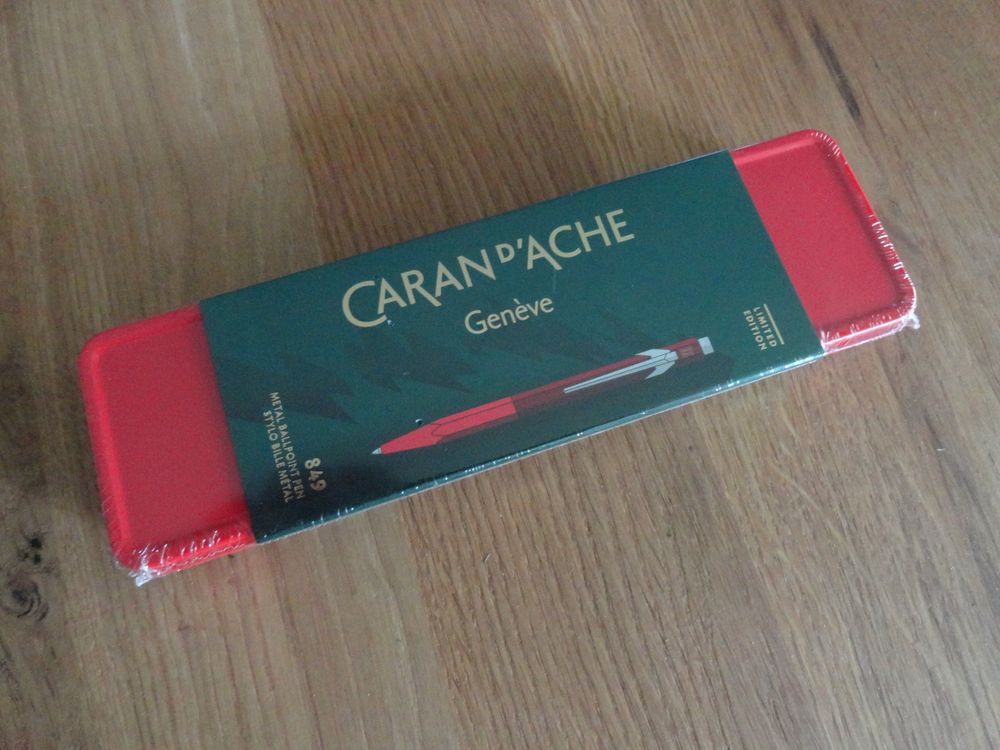 CARAN D'ACHE
Genève
LIMITED
EDITION
849
METAL BALLPOINT PEN
STYLO BILLE MÉTAL